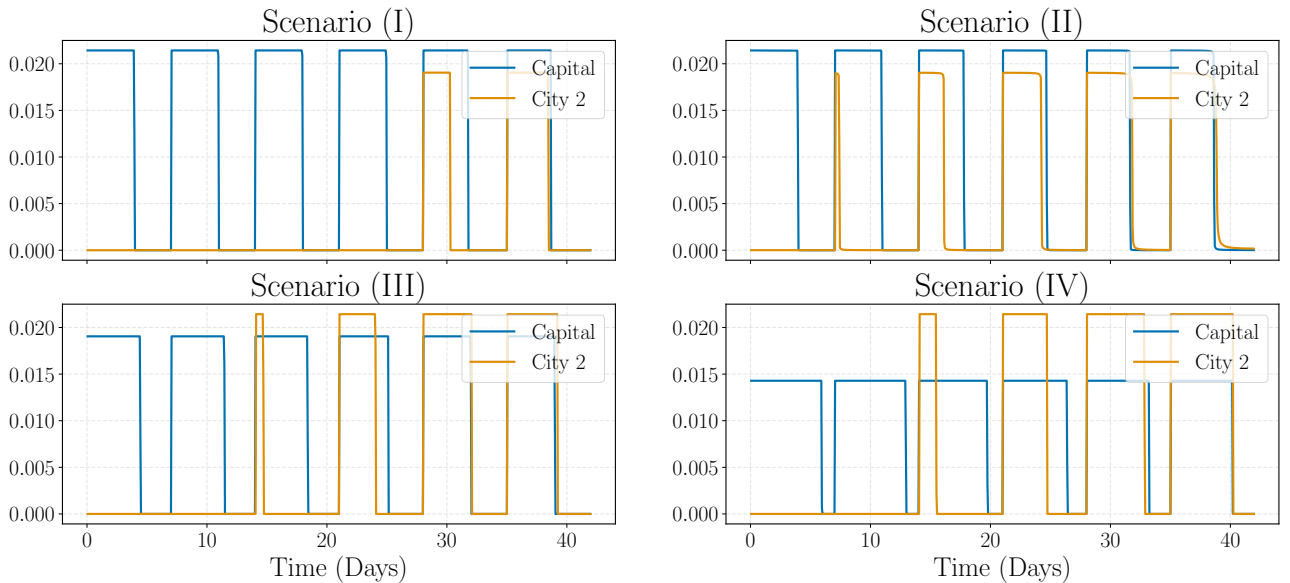 Scenario (I)
0.020
0.015
0.010
0.005
0.000
Capital
City 2
Scenario (II)
0.020
0.015
0.010
0.005
0.000
Capital
City 2
Scenario (III)
0.020
0.015
0.010
0.005
0.000
Capital
City 2
0 10 20 30 40
Time (Days)
Scenario (IV)
0.020
0.015
0.010
0.005
0.000
Capital
City 2
0 10 20 30 40
Time (Days)